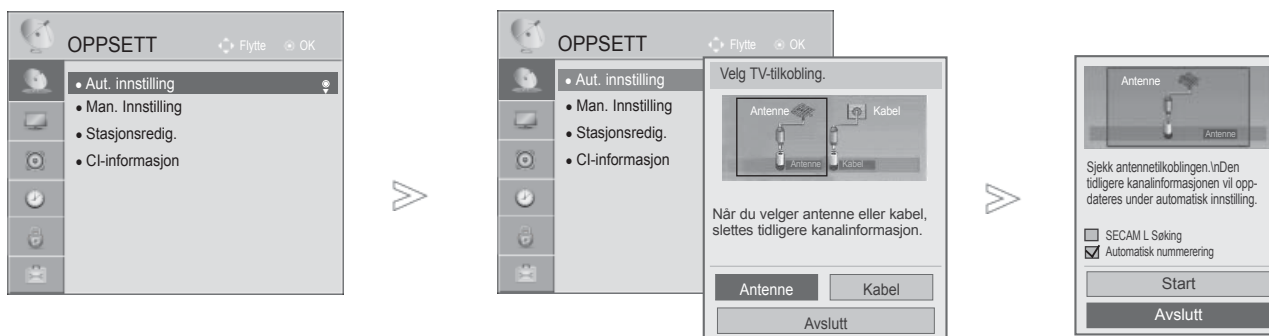 OPPSETT
Flytte OK
Aut. innstilling
Man. Innstilling
Stasjonsredig.
CI-informasjon
>>
OPPSETT
Flytte OK
Aut. innstilling
Man. Innstilling
Stasjonsredig.
CI-informasjon
Velg TV-tilkobling.
Antenne Kabel
Antenne Kabel
Når du velger antenne eller kabel,
slettes tidligere kanalinformasjon.
Antenne Kabel
Avslutt
>>
Antenne
Antenne
Sjekk antennetilkoblingen.\nDen
tidligere kanalinformasjonen vil opp-
dateres under automatisk innstilling.
SECAM L Søking
Automatisk nummerering
Start
Avslutt